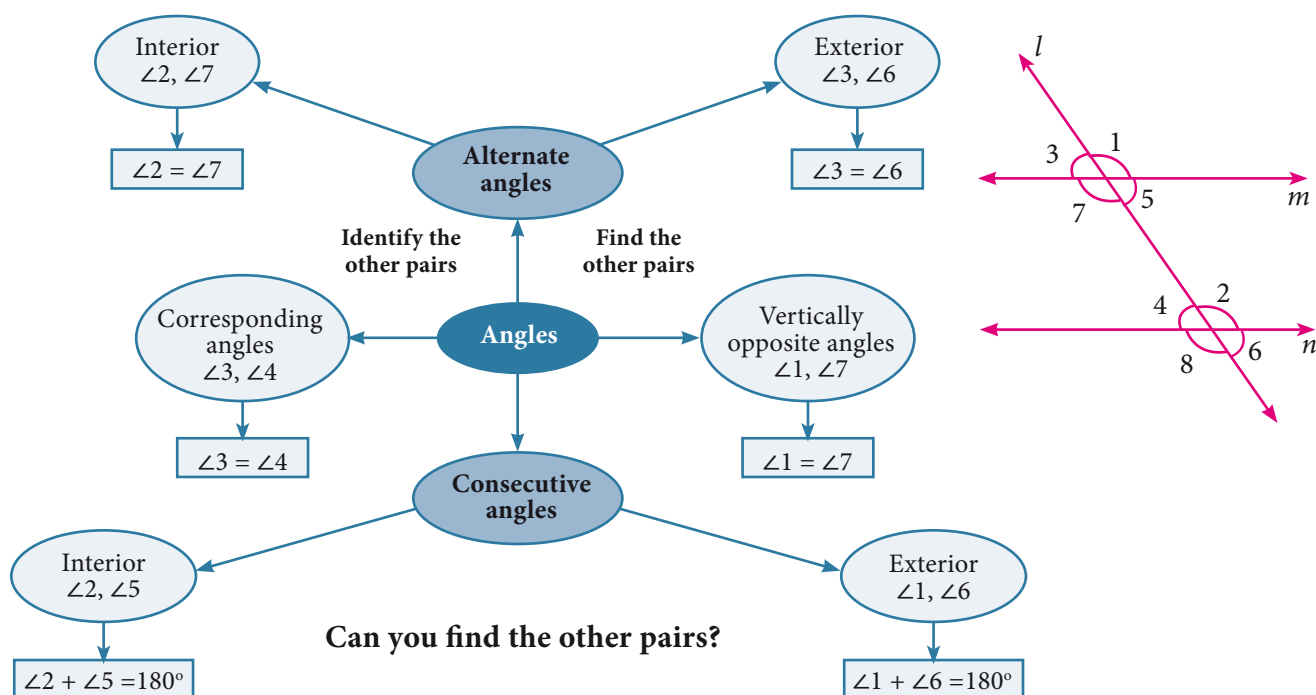 Interior
∠2, ∠7
∠2 = ∠7
Exterior
∠3, ∠6
∠3 = ∠6
Alternate
angles
Identify the
other pairs
Find the
other pairs
Corresponding
angles
∠3, ∠4
∠3 = ∠4
Angles
Vertically
opposite angles
∠1, ∠7
∠1 = ∠7
Consecutive
angles
Interior
∠2, ∠5
∠2 + ∠5 =180°
Exterior
∠1, ∠6
∠1 + ∠6 =180°
Can you find the other pairs?
l
3 1
7 5
m
4 2
8 6
n